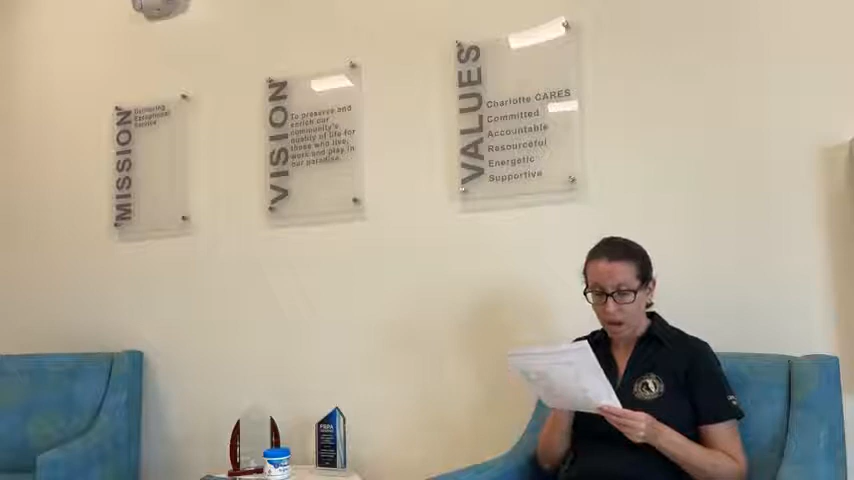 MISSION
Delivering
Exceptional
Service
VISION
To preserve and
enrich our
community's
quality of life for
those who live,
work and play in
our paradise.
VALUES
Charlotte CARES
Committed
Accountable
Resourceful
Energetic
Supportive
FRPA